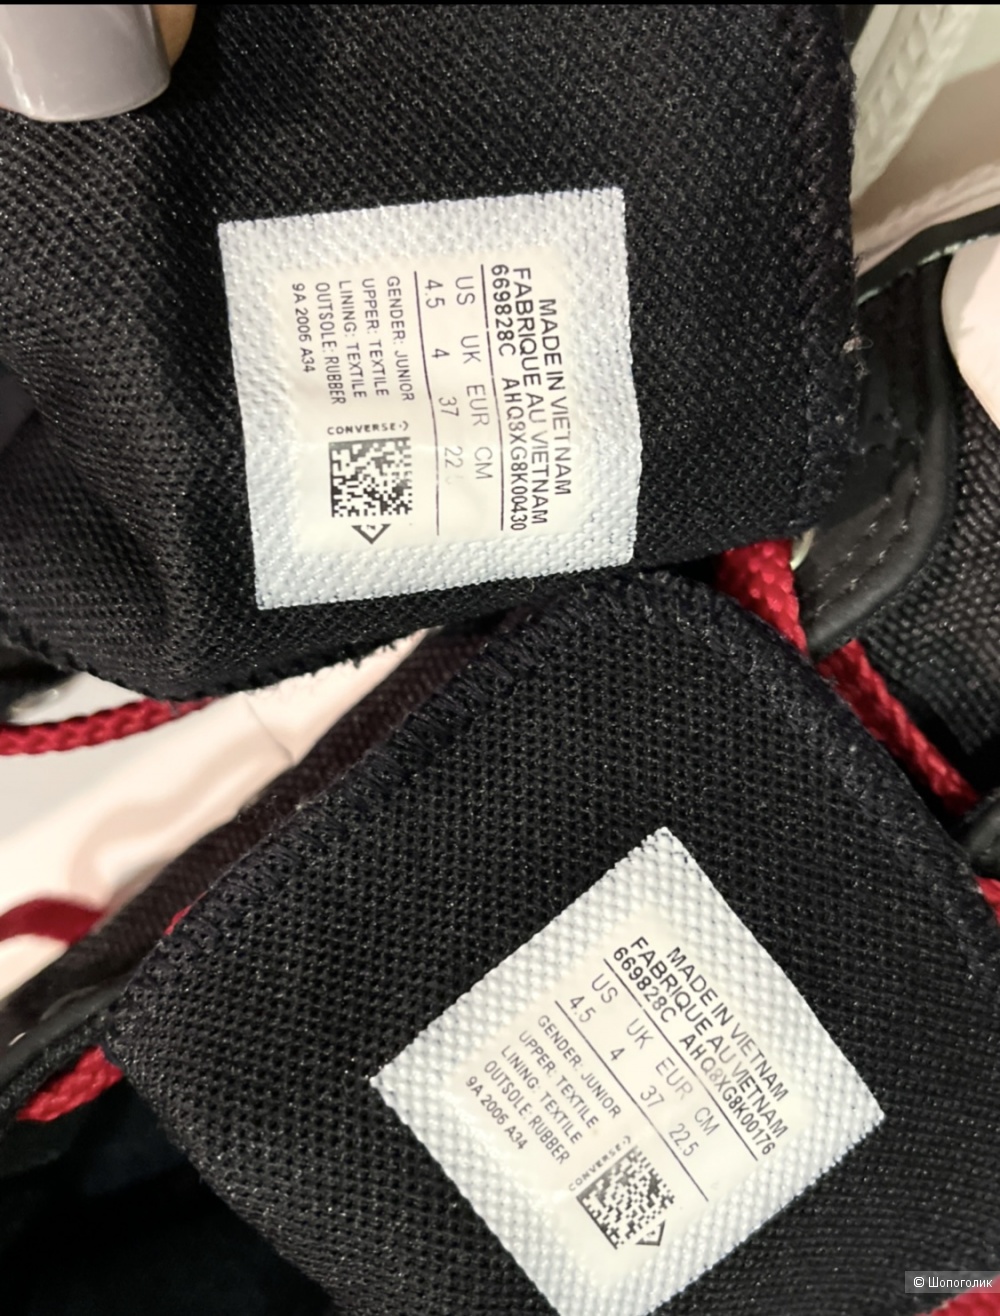 MADE IN VIETNAM
FABRIQUE AU VIETNAM
669828C AHQ8XG8K00430
US UK EUR CM
4.5 4 37 22
GENDER: JUNIOR
UPPER: TEXTILE
LINING: TEXTILE
OUTSOLE: RUBBER
9A 2006 A34
CONVERSE
MADE IN VIETNAM
FABRIQUE AU VIETNAM
669828C AHQ8XG8K00176
US UK EUR CM
4.5 4 37 22.5
GENDER: JUNIOR
UPPER: TEXTILE
LINING: TEXTILE
OUTSOLE: RUBBER
9A 2006 A34
CONVERSE
© Шопоголик